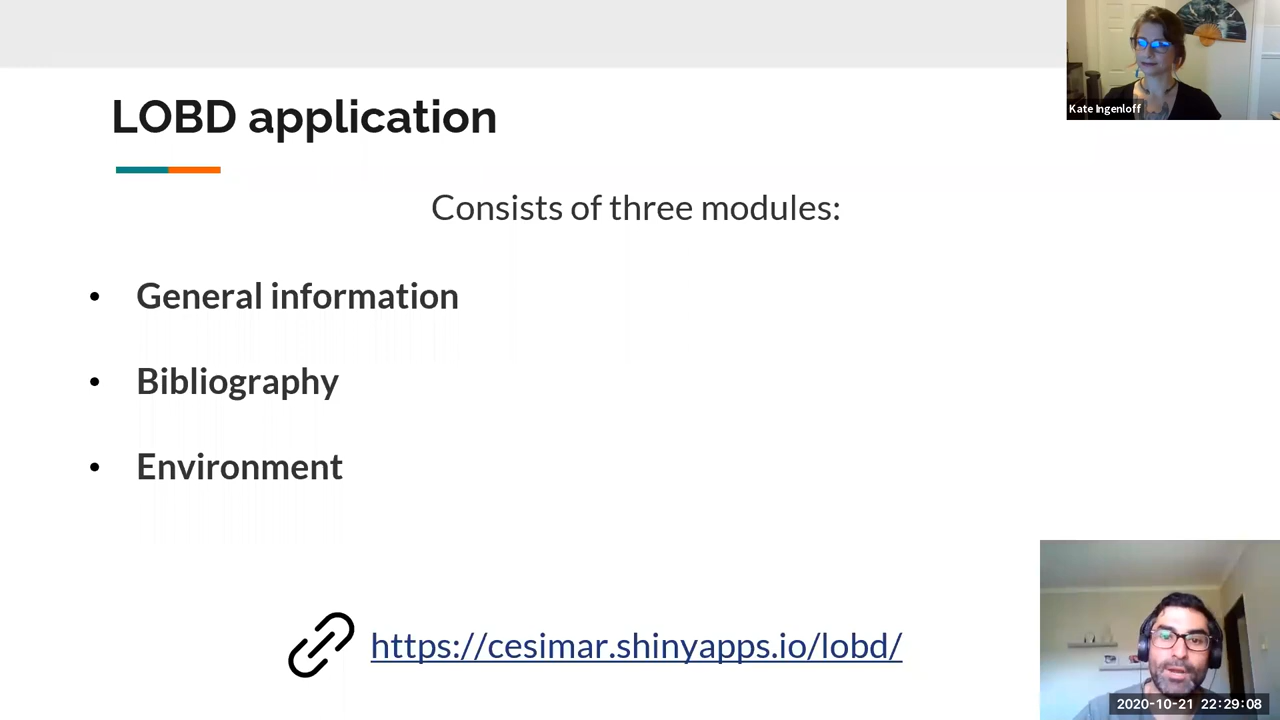 LOBD application
Kate Ingenloff
Consists of three modules:
• General information
• Bibliography
• Environment
https://cesimar.shinyapps.io/lobd/
2020-10-21 22:29:08